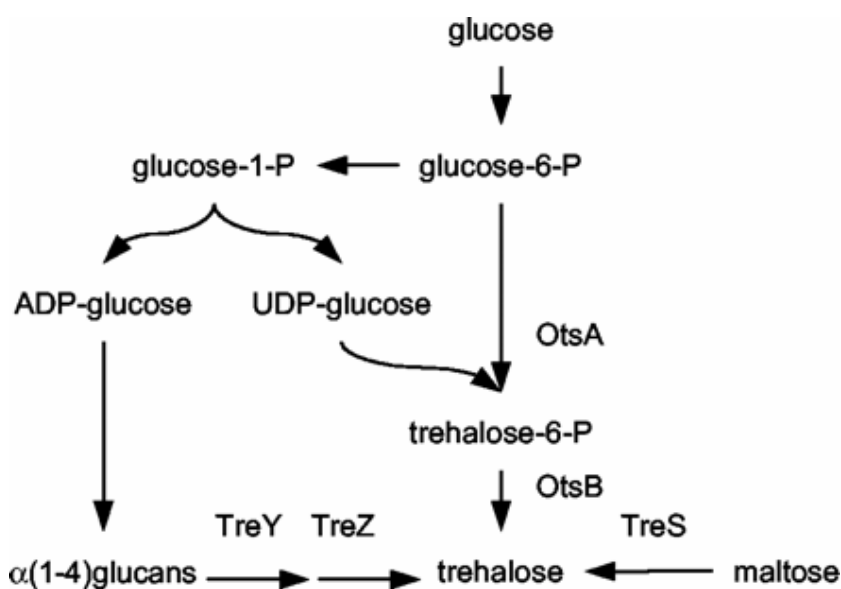 glucose
glucose-1-P glucose-6-P
ADP-glucose UDP-glucose
OtsA
trehalose-6-P
OtsB
TreY TreZ TreS
α(1-4)glucans trehalose maltose